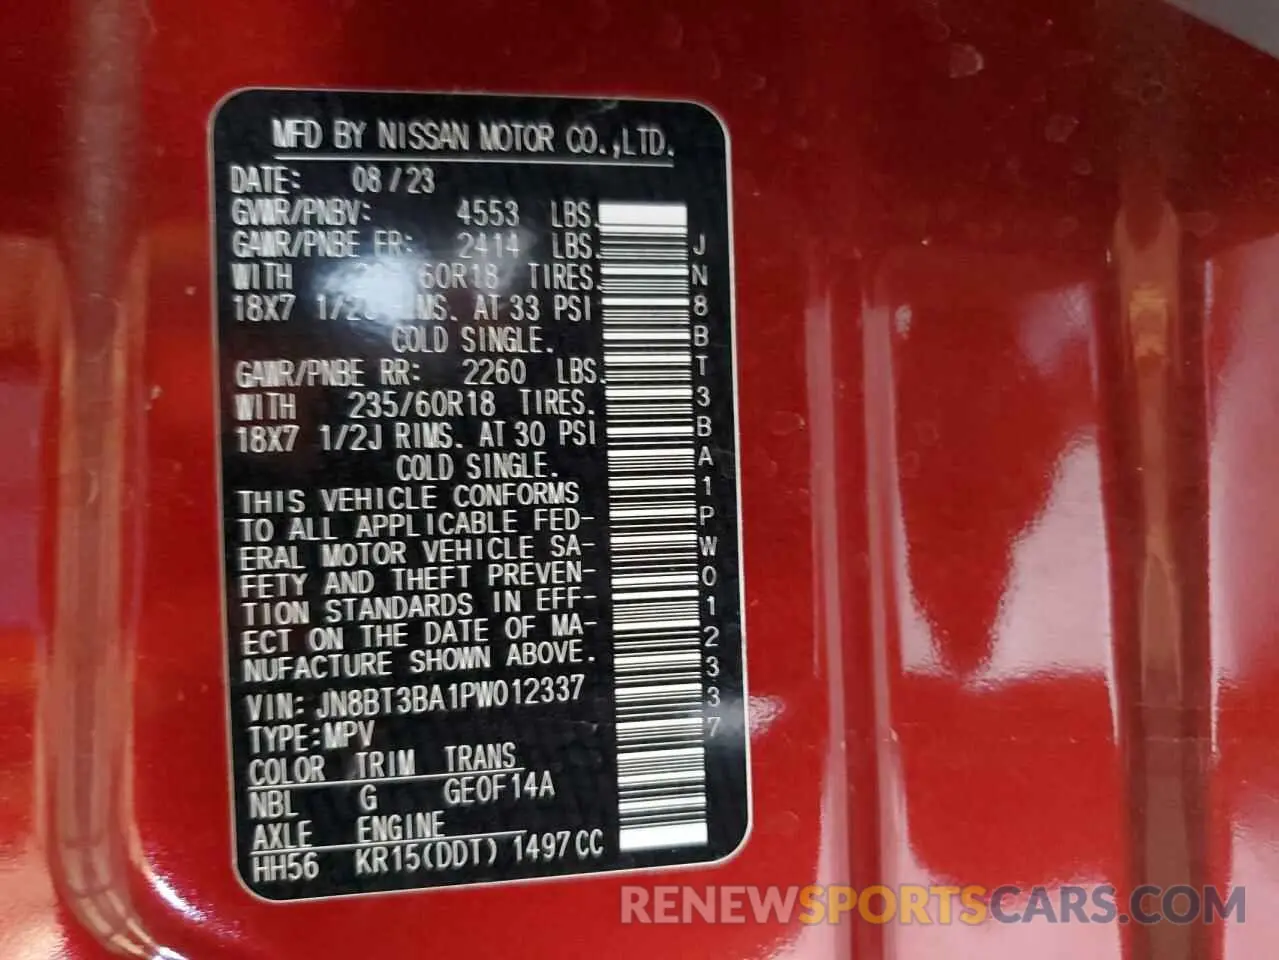 MFD BY NISSAN MOTOR CO.,LTD.
DATE: 08/23
GVWR/PNBV: 4553 LBS.
GAWR/PNBE FR: 2414 LBS.
WITH /60R18 TIRES.
18X7 1/2J RIMS. AT 33 PSI
COLD SINGLE.
GAWR/PNBE RR: 2260 LBS.
WITH 235/60R18 TIRES.
18X7 1/2J RIMS. AT 30 PSI
COLD SINGLE.
THIS VEHICLE CONFORMS
TO ALL APPLICABLE FED-
ERAL MOTOR VEHICLE SA-
FETY AND THEFT PREVEN-
TION STANDARDS IN EFF-
ECT ON THE DATE OF MA-
NUFACTURE SHOWN ABOVE.
VIN: JN8BT3BA1PW012337
TYPE:MPV
COLOR TRIM TRANS
NBL G GE0F14A
AXLE ENGINE
HH56 KR15(DDT) 1497CC
JN8BT3BA1PW012337
RENEWSPORTSCARS.COM